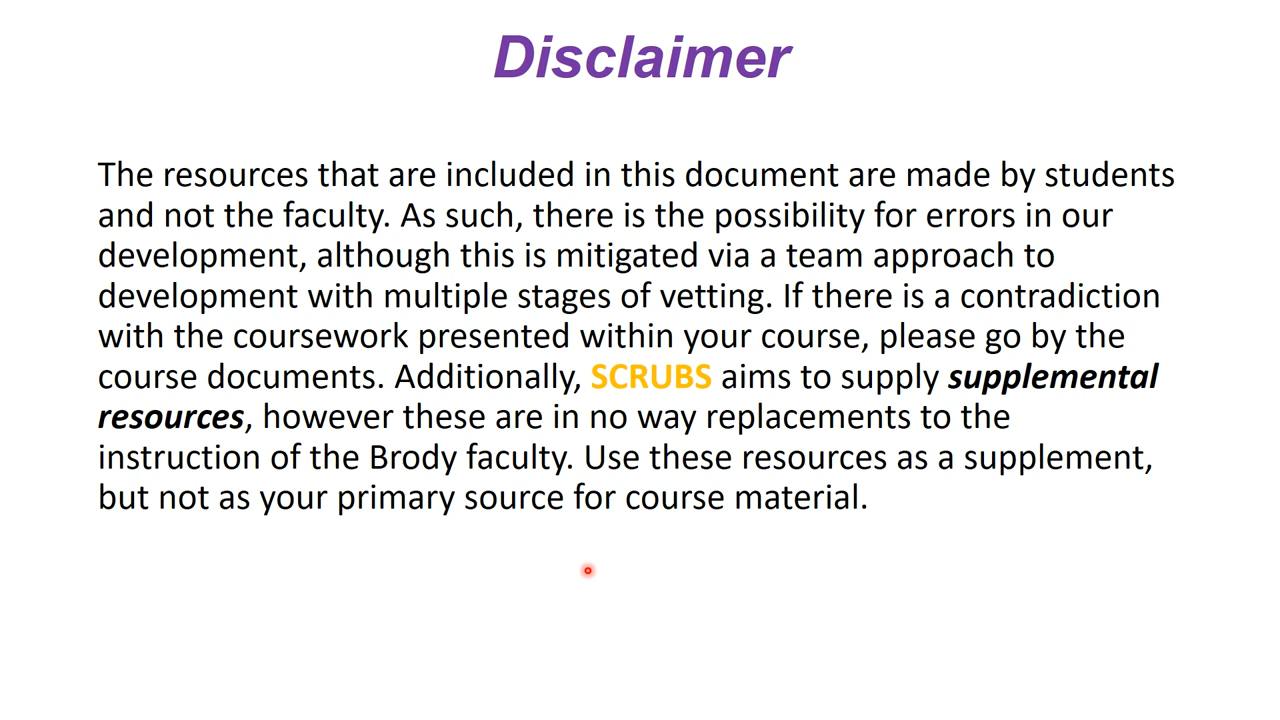 Disclaimer
The resources that are included in this document are made by students
and not the faculty. As such, there is the possibility for errors in our
development, although this is mitigated via a team approach to
development with multiple stages of vetting. If there is a contradiction
with the coursework presented within your course, please go by the
course documents. Additionally, SCRUBS aims to supply supplemental
resources, however these are in no way replacements to the
instruction of the Brody faculty. Use these resources as a supplement,
but not as your primary source for course material.